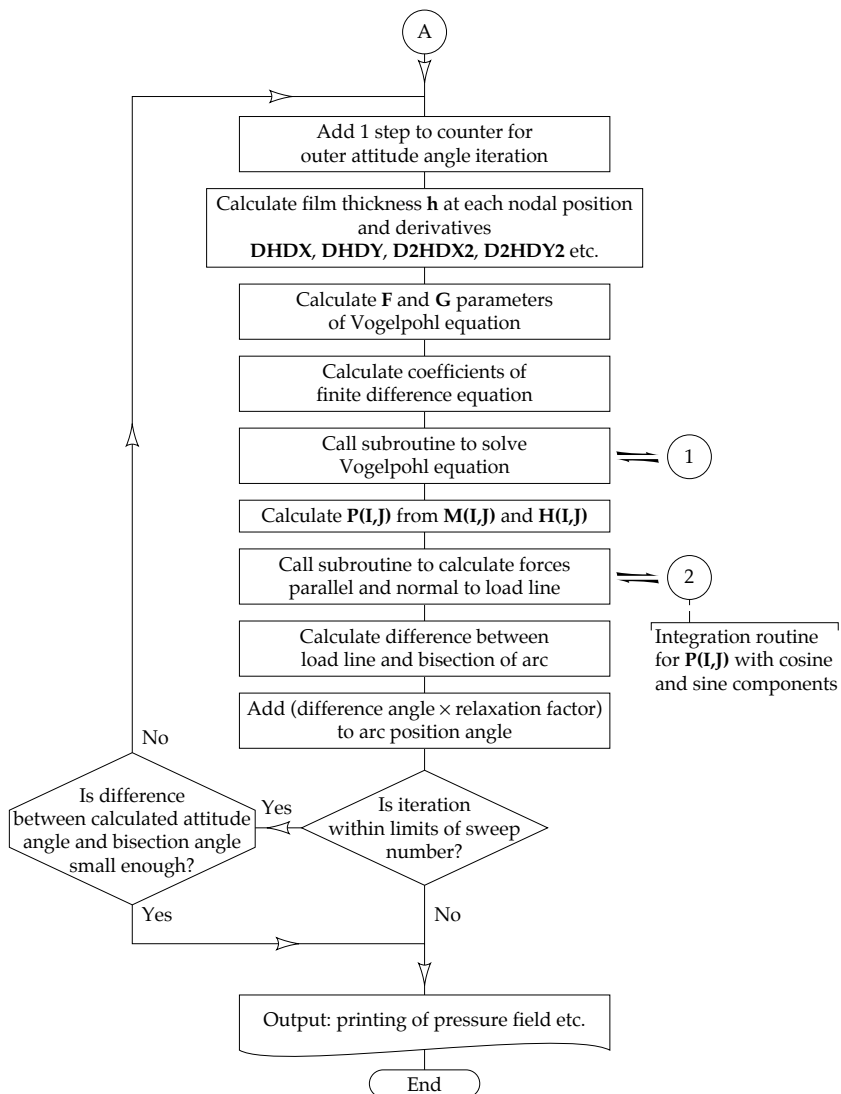 A
Add 1 step to counter for
outer attitude angle iteration
Calculate film thickness h at each nodal position
and derivatives
DHDX, DHDY, D2HDX2, D2HDY2 etc.
Calculate F and G parameters
of Vogelpohl equation
Calculate coefficients of
finite difference equation
Call subroutine to solve
Vogelpohl equation
1
Calculate P(I,J) from M(I,J) and H(I,J)
Call subroutine to calculate forces
parallel and normal to load line
2
Integration routine
for P(I,J) with cosine
and sine components
Calculate difference between
load line and bisection of arc
Add (difference angle × relaxation factor)
to arc position angle
No
Is difference
between calculated attitude
angle and bisection angle
small enough?
Yes
Is iteration
within limits of sweep
number?
Yes
No
Output: printing of pressure field etc.
End